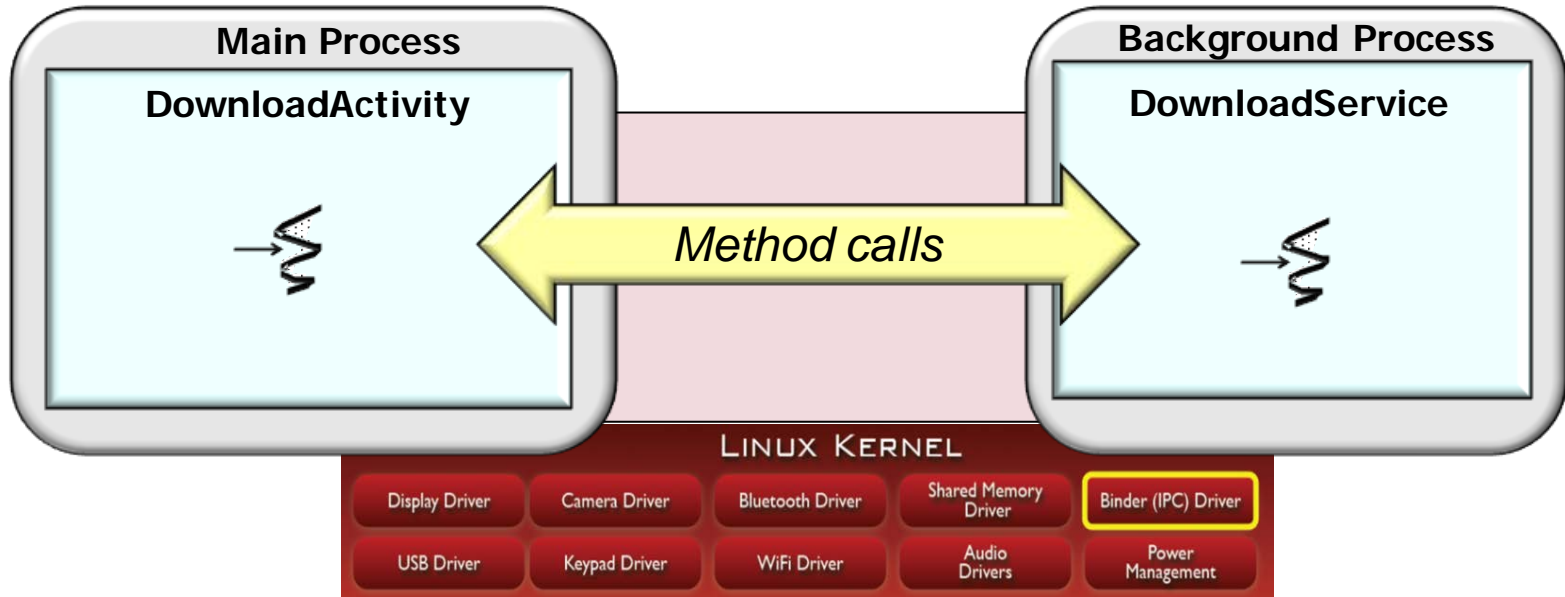 Main Process
DownloadActivity
Background Process
DownloadService
Method calls
LINUX KERNEL
Display Driver
Camera Driver
Bluetooth Driver
Shared Memory
Driver
Binder (IPC) Driver
USB Driver
Keypad Driver
WiFi Driver
Audio
Drivers
Power
Management